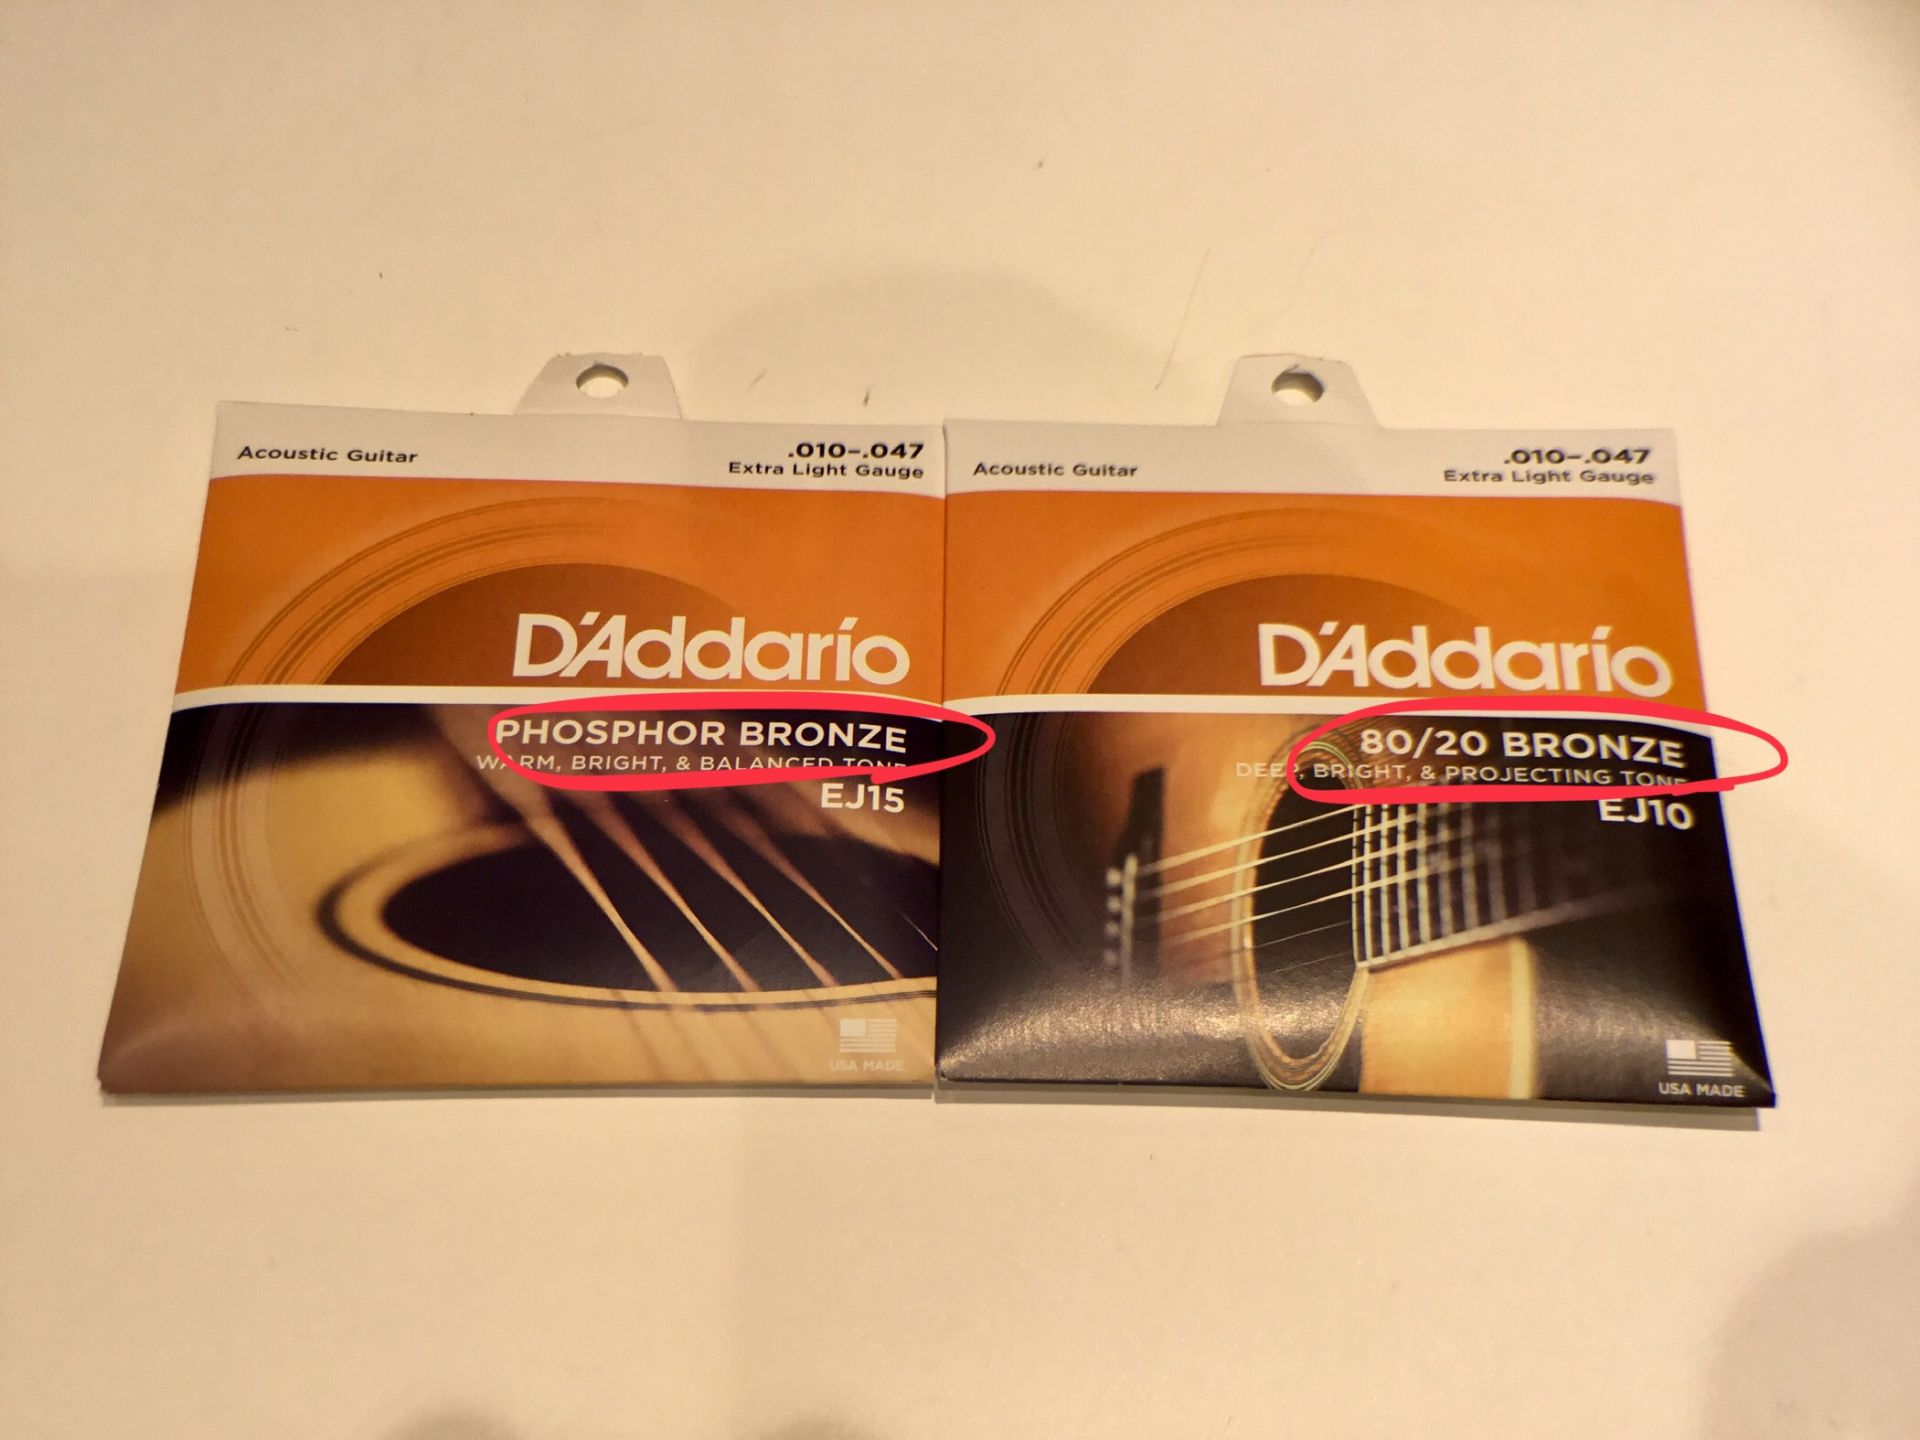 Acoustic Guitar
.010–.047
Extra Light Gauge
D'Addario
PHOSPHOR BRONZE
WARM, BRIGHT, & BALANCED TONE
EJ15
USA MADE
Acoustic Guitar
.010–.047
Extra Light Gauge
D'Addario
80/20 BRONZE
DEEP, BRIGHT, & PROJECTING TONE
EJ10
USA MADE